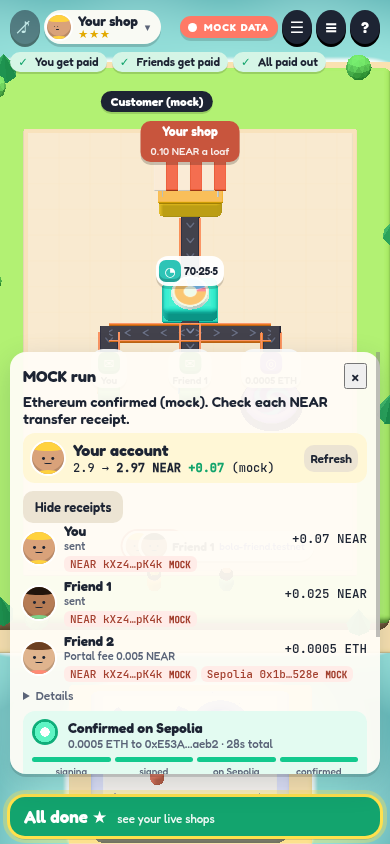 Your shop
★★★
MOCK DATA
?
✓ You get paid
✓ Friends get paid
✓ All paid out
Customer (mock)
Your shop
0.10 NEAR a loaf
70·25·5
You
Friend 1
0.0005 ETH
MOCK run
×
Ethereum confirmed (mock). Check each NEAR
transfer receipt.
Your account
2.9 → 2.97 NEAR +0.07 (mock)
Refresh
Hide receipts
You
sent
+0.07 NEAR
NEAR kXz4…pK4k MOCK
Friend 1
Friend 1
sent
+0.025 NEAR
NEAR kXz4…pK4k MOCK
Friend 2
Portal fee 0.005 NEAR
+0.0005 ETH
NEAR kXz4…pK4k MOCK
Sepolia 0x1b…528e MOCK
▶ Details
Confirmed on Sepolia
0.0005 ETH to 0xE53A…aeb2 · 28s total
signing
signed
on Sepolia
confirmed
All done ★ see your live shops